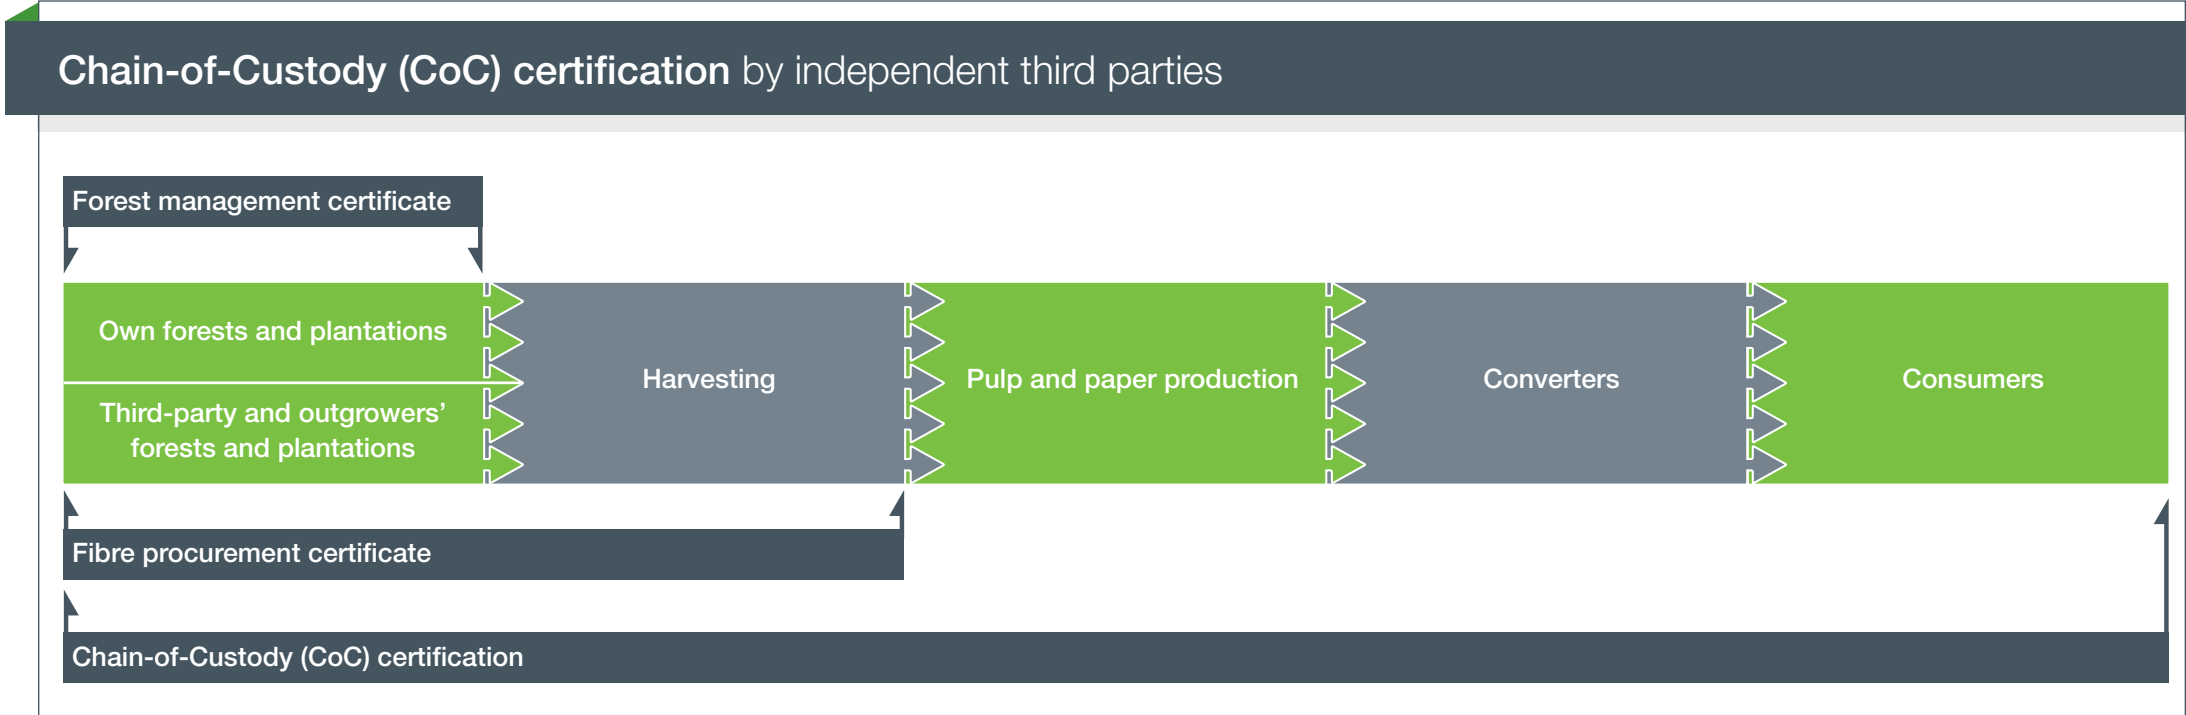 Chain-of-Custody (CoC) certification by independent third parties
Forest management certificate
Own forests and plantations
Third-party and outgrowers’
forests and plantations
Harvesting
Pulp and paper production
Converters
Consumers
Fibre procurement certificate
Chain-of-Custody (CoC) certification